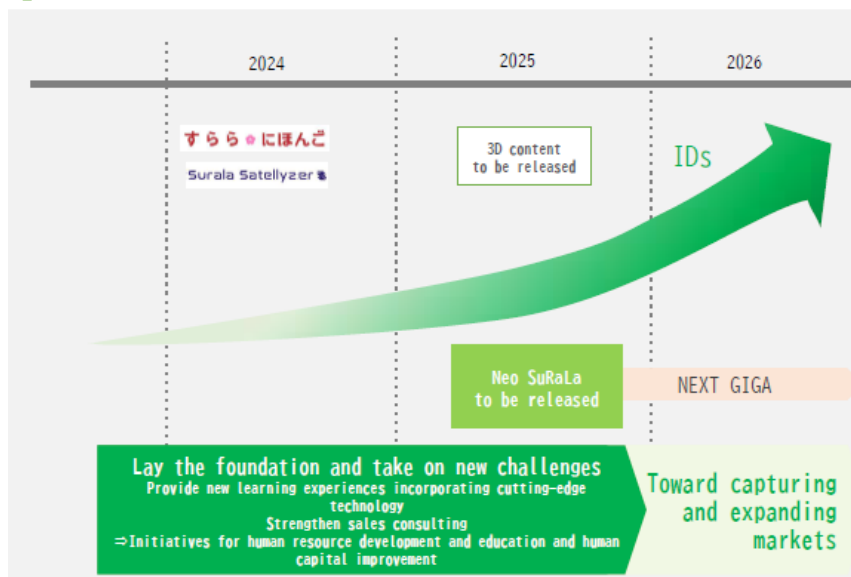 2024
2025
2026
すらら にほんご
Surala Satellyzer
3D content
to be released
IDs
Neo SuRaLa
to be released
NEXT GIGA
Lay the foundation and take on new challenges
Provide new learning experiences incorporating cutting-edge
technology
Strengthen sales consulting
⇒Initiatives for human resource development and education and human
capital improvement
Toward capturing
and expanding
markets